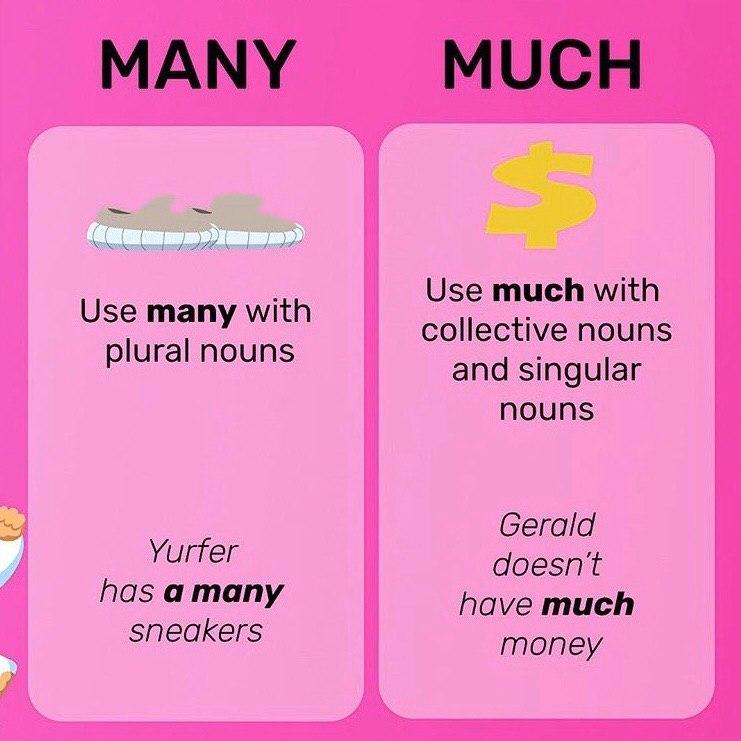 MANY
Use many with
plural nouns
Yurfer
has a many
sneakers
MUCH
Use much with
collective nouns
and singular
nouns
Gerald
doesn't
have much
money